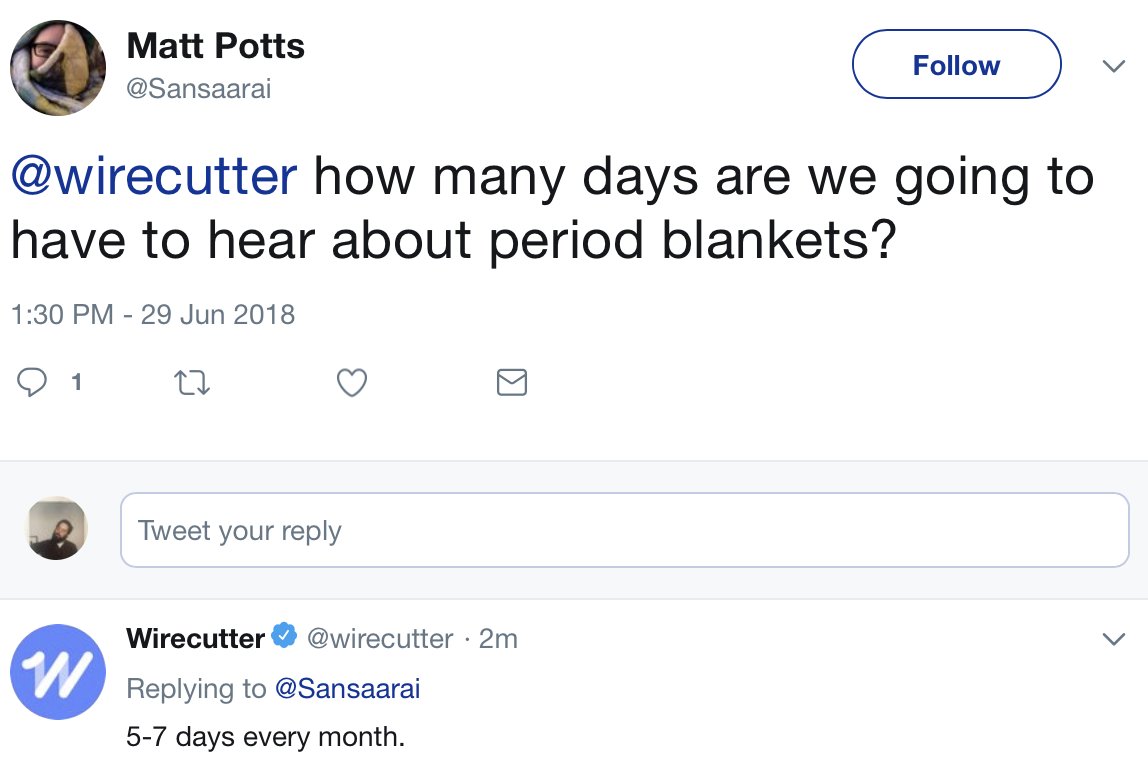 Matt Potts
@Sansaarai
Follow
@wirecutter how many days are we going to
have to hear about period blankets?
1:30 PM - 29 Jun 2018
1
Tweet your reply
Wirecutter @wirecutter · 2m
Replying to @Sansaarai
5-7 days every month.